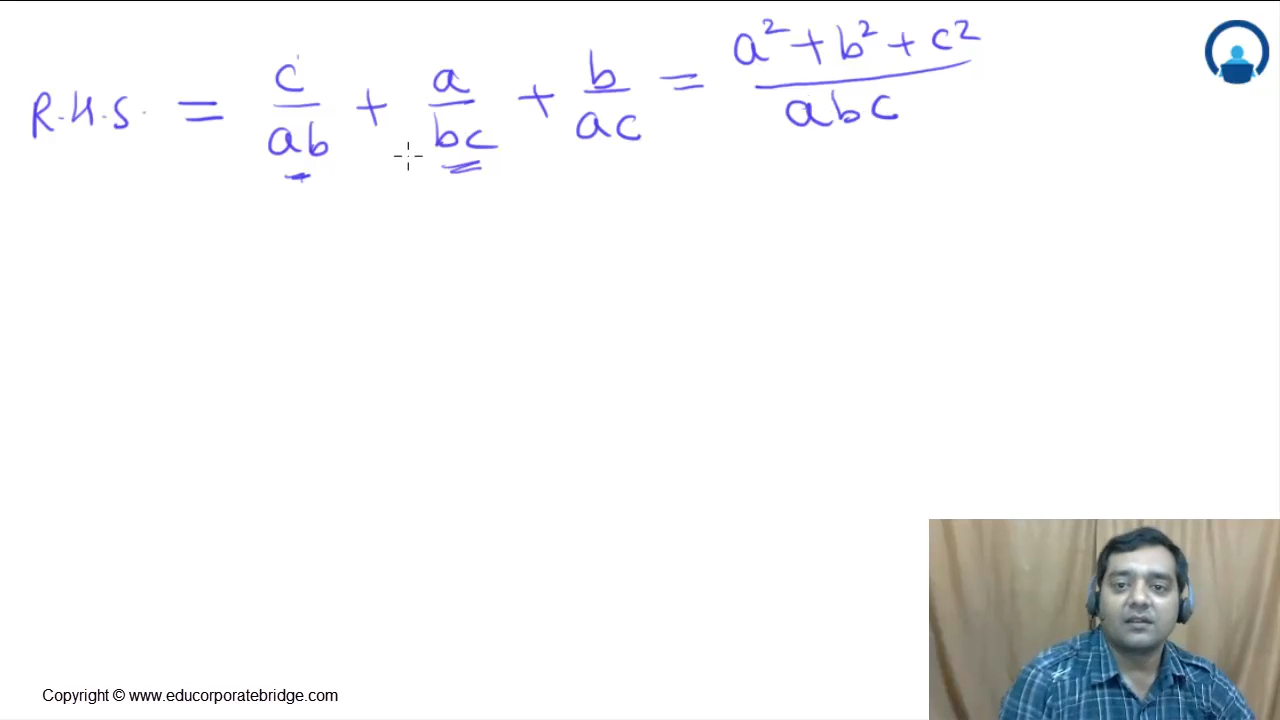 R.H.S. = c/ab + a/bc + b/ac = a² + b² + c²/abc
Copyright © www.educorporatebridge.com